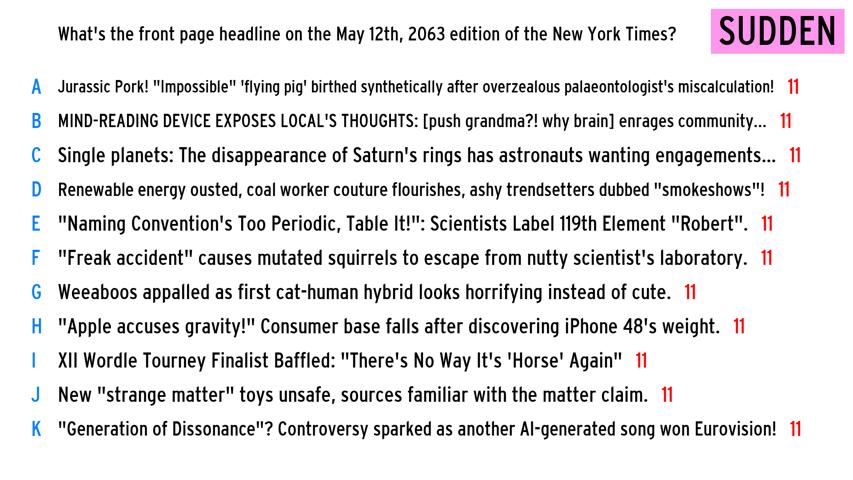 What's the front page headline on the May 12th, 2063 edition of the New York Times?
SUDDEN
A Jurassic Pork! "Impossible" 'flying pig' birthed synthetically after overzealous palaeontologist's miscalculation! 11
B MIND-READING DEVICE EXPOSES LOCAL'S THOUGHTS: [push grandma?! why brain] enrages community... 11
C Single planets: The disappearance of Saturn's rings has astronauts wanting engagements... 11
D Renewable energy ousted, coal worker couture flourishes, ashy trendsetters dubbed "smokeshows"! 11
E "Naming Convention's Too Periodic, Table It!": Scientists Label 119th Element "Robert". 11
F "Freak accident" causes mutated squirrels to escape from nutty scientist's laboratory. 11
G Weeaboos appalled as first cat-human hybrid looks horrifying instead of cute. 11
H "Apple accuses gravity!" Consumer base falls after discovering iPhone 48's weight. 11
I XII Wordle Tourney Finalist Baffled: "There's No Way It's 'Horse' Again" 11
J New "strange matter" toys unsafe, sources familiar with the matter claim. 11
K "Generation of Dissonance"? Controversy sparked as another AI-generated song won Eurovision! 11